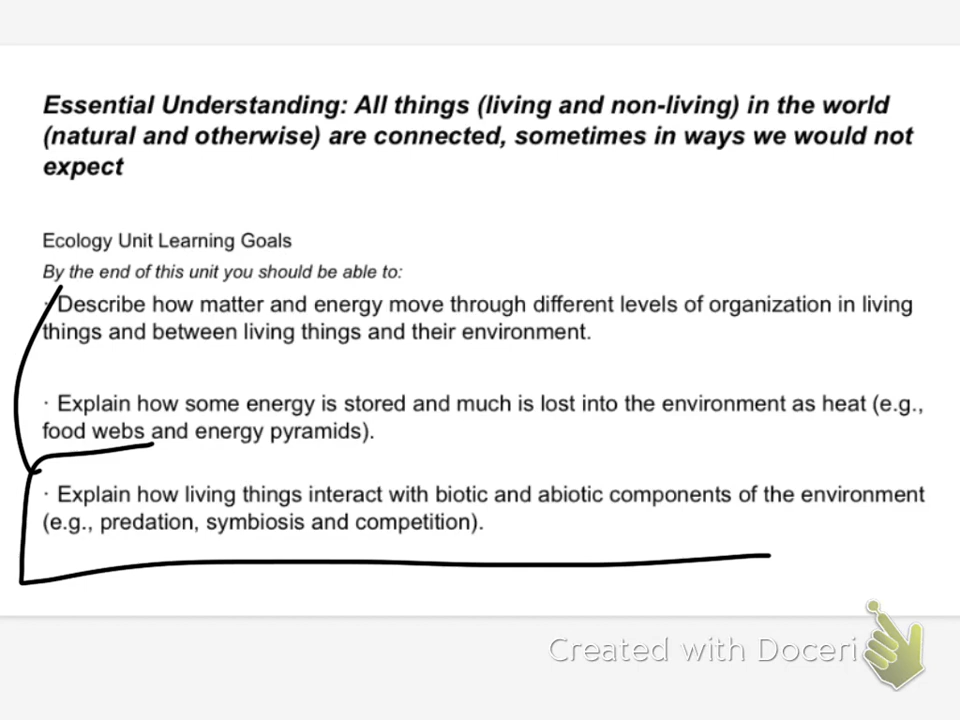 Essential Understanding: All things (living and non-living) in the world
(natural and otherwise) are connected, sometimes in ways we would not
expect
Ecology Unit Learning Goals
By the end of this unit you should be able to:
· Describe how matter and energy move through different levels of organization in living
things and between living things and their environment.
· Explain how some energy is stored and much is lost into the environment as heat (e.g.,
food webs and energy pyramids).
· Explain how living things interact with biotic and abiotic components of the environment
(e.g., predation, symbiosis and competition).
Created with Doceri